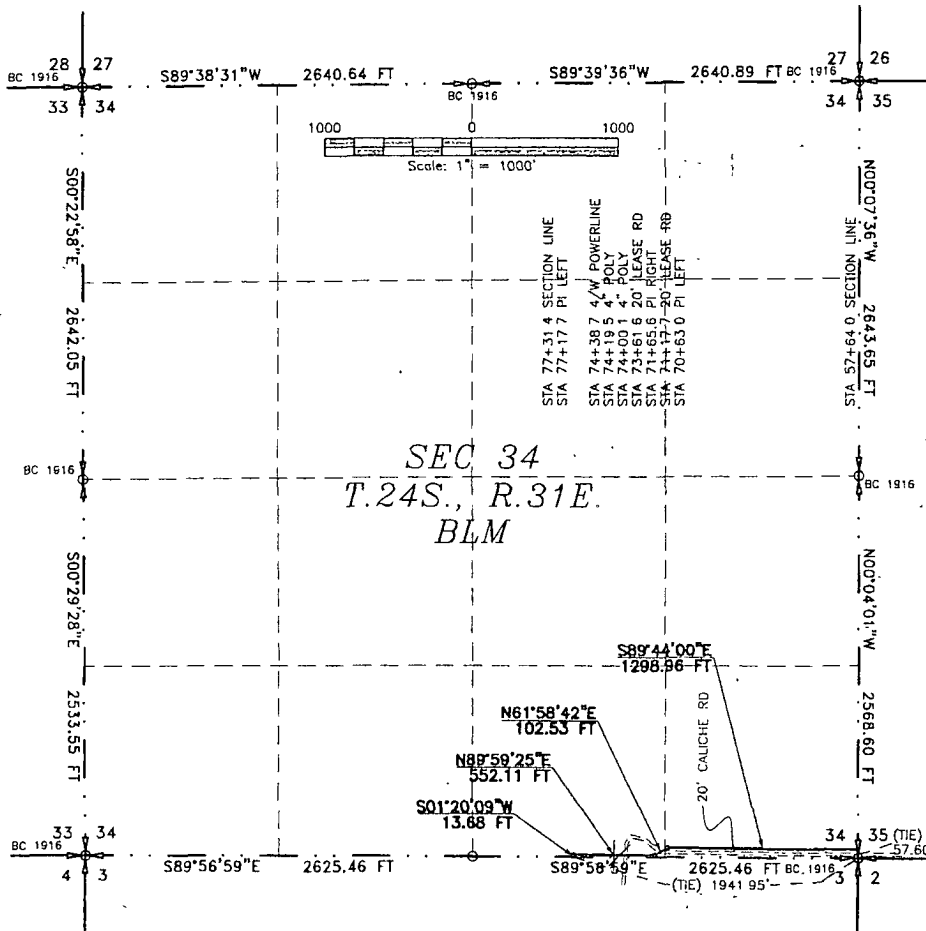 28 27
BC 1916
33 34
S89°38'31"W 2640.64 FT
BC 1916
S89°39'36"W 2640.89 FT
BC 1916
27 26
34 35
1000 0 1000
Scale: 1" = 1000'
S00°22'58"E 2642.05 FT
N00°07'36"W 2643.65 FT
STA 77+31 4 SECTION LINE
STA 77+17 7 PI LEFT
STA 74+38 7 4/W POWERLINE
STA 74+19 5 4" POLY
STA 74+00 1 4" POLY
STA 73+61 6 20' LEASE RD
STA 71+65.6 PI RIGHT
STA 71+17.7 20' LEASE RD
STA 70+63 0 PI LEFT
STA 57+64 0 SECTION LINE
SEC 34
T.24S., R.31E.
BLM
BC 1916
BC 1916
S00°29'28"E 2533.55 FT
N00°04'01"W 2568.60 FT
S89°44'00"E
1298.96 FT
N61°58'42"E
102.53 FT
20' CALICHE RD
N89°59'25"E
552.11 FT
S01°20'09"W
13.68 FT
33 34
BC 1916
4 3
S89°56'59"E 2625.46 FT
S89°58'59"E 2625.46 FT
BC 1916
34 35 (TIE)
57.60
3 2
(TIE) 1941 95'